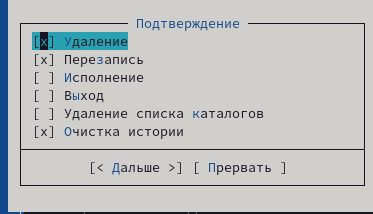 Подтверждение
[x] Удаление
[x] Перезапись
[ ] Исполнение
[ ] Выход
[ ] Удаление списка каталогов
[x] Очистка истории
[< Дальше >] [ Прервать ]